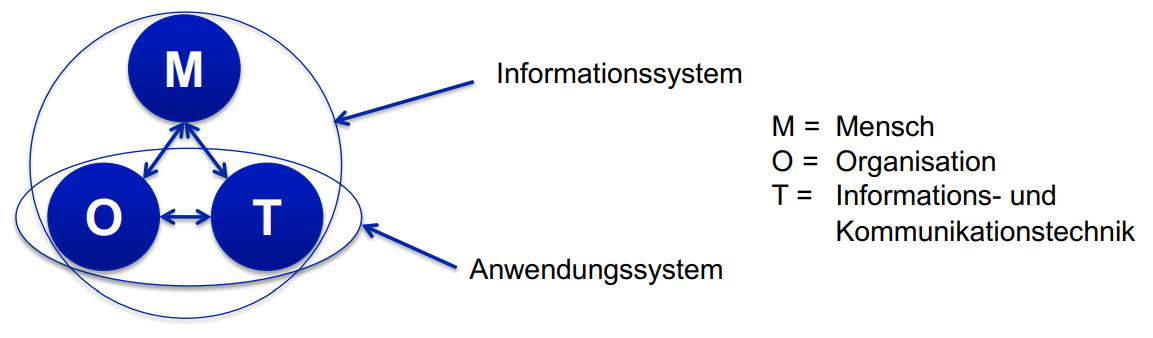 M
O
T
Informationssystem
Anwendungssystem
M = Mensch
O = Organisation
T = Informations- und
Kommunikationstechnik